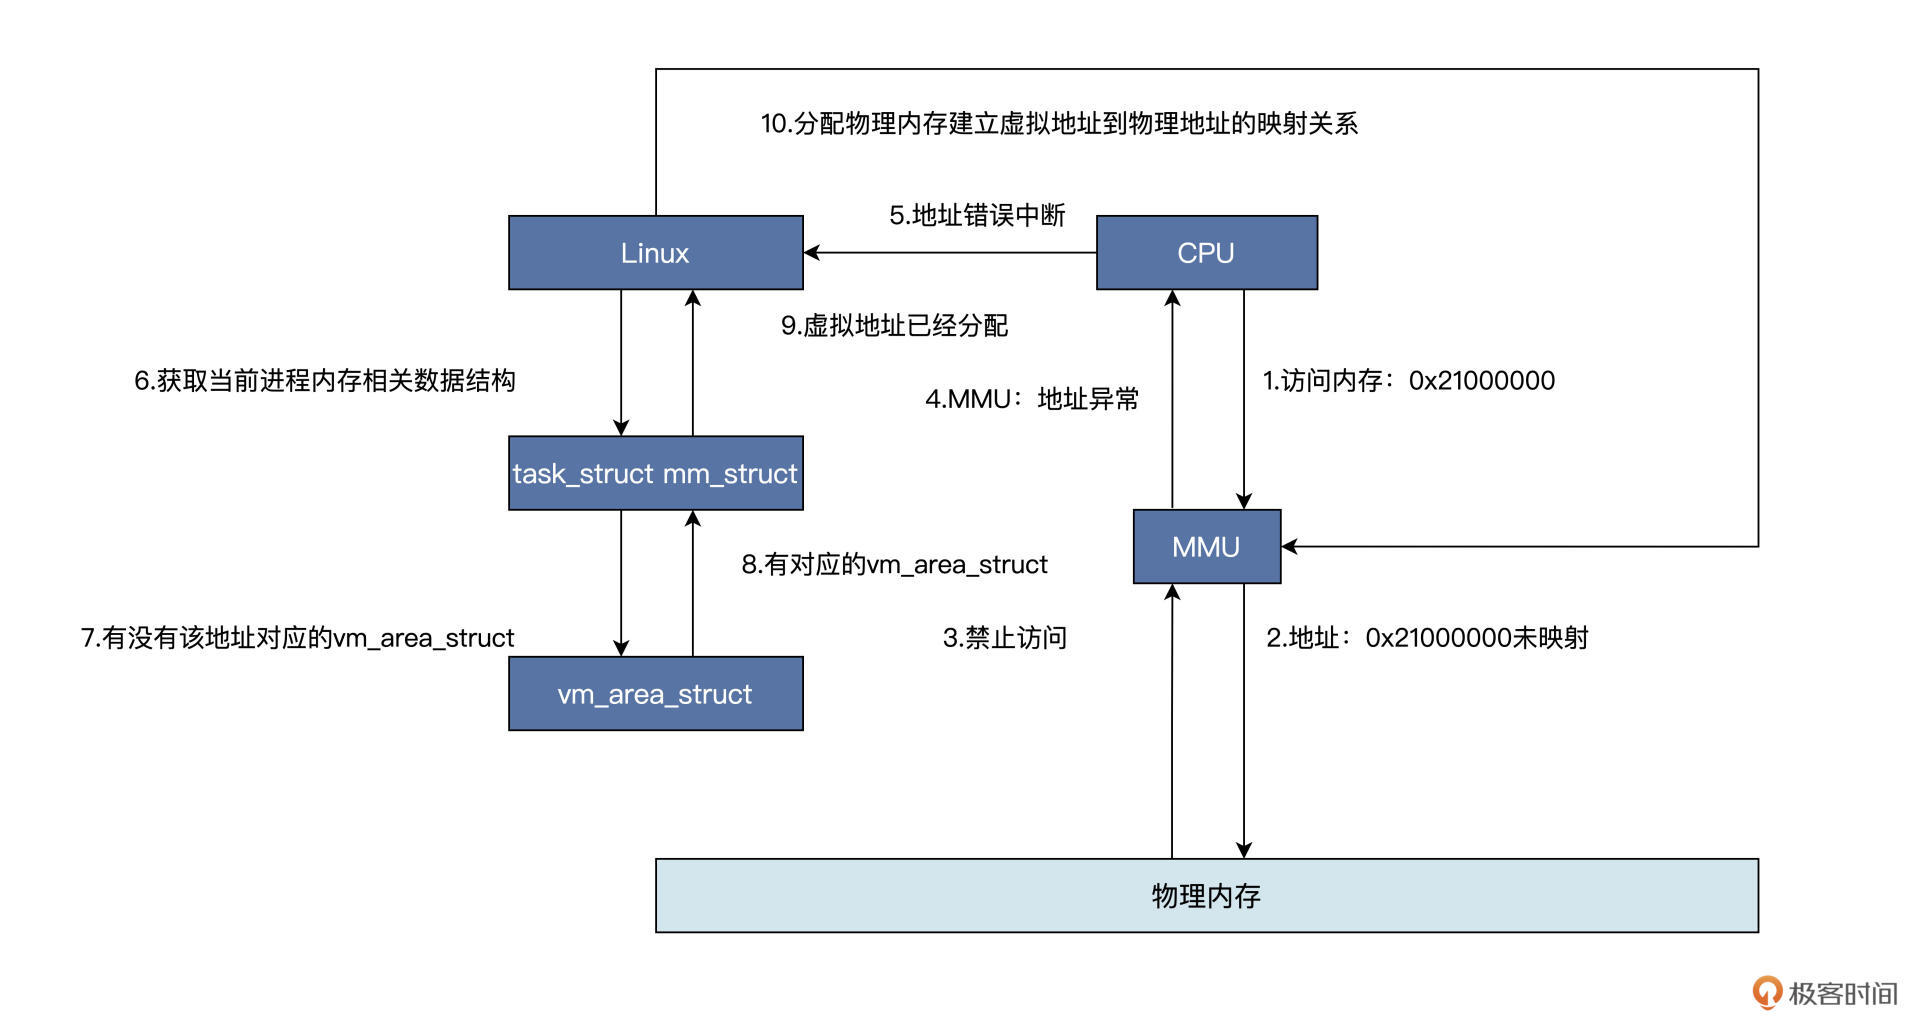 10.分配物理内存建立虚拟地址到物理地址的映射关系
5.地址错误中断
Linux
CPU
9.虚拟地址已经分配
6.获取当前进程内存相关数据结构
4.MMU：地址异常
1.访问内存：0x21000000
task_struct mm_struct
MMU
8.有对应的vm_area_struct
7.有没有该地址对应的vm_area_struct
3.禁止访问
2.地址：0x21000000未映射
vm_area_struct
物理内存
极客时间